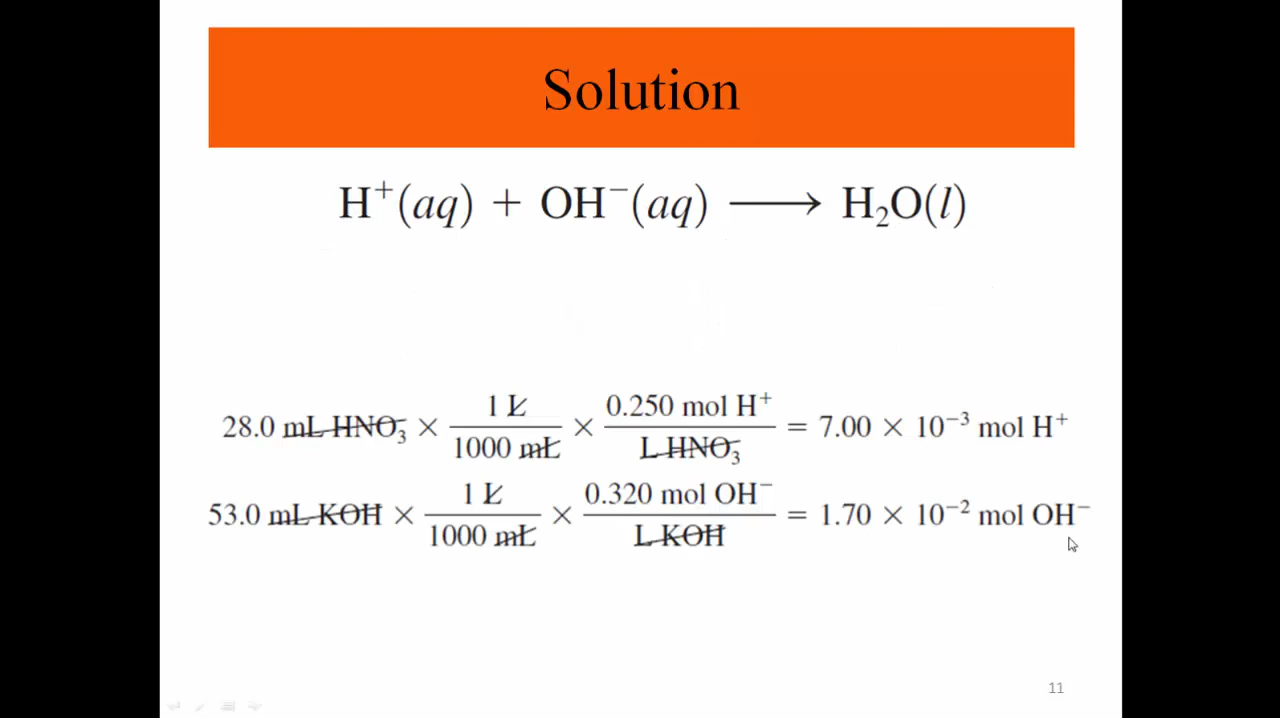 Solution
H⁺(aq) + OH⁻(aq) ⟶ H₂O(l)
28.0 mL HNO₃ × 1 L / 1000 mL × 0.250 mol H⁺ / L HNO₃ = 7.00 × 10⁻³ mol H⁺
53.0 mL KOH × 1 L / 1000 mL × 0.320 mol OH⁻ / L KOH = 1.70 × 10⁻² mol OH⁻
11